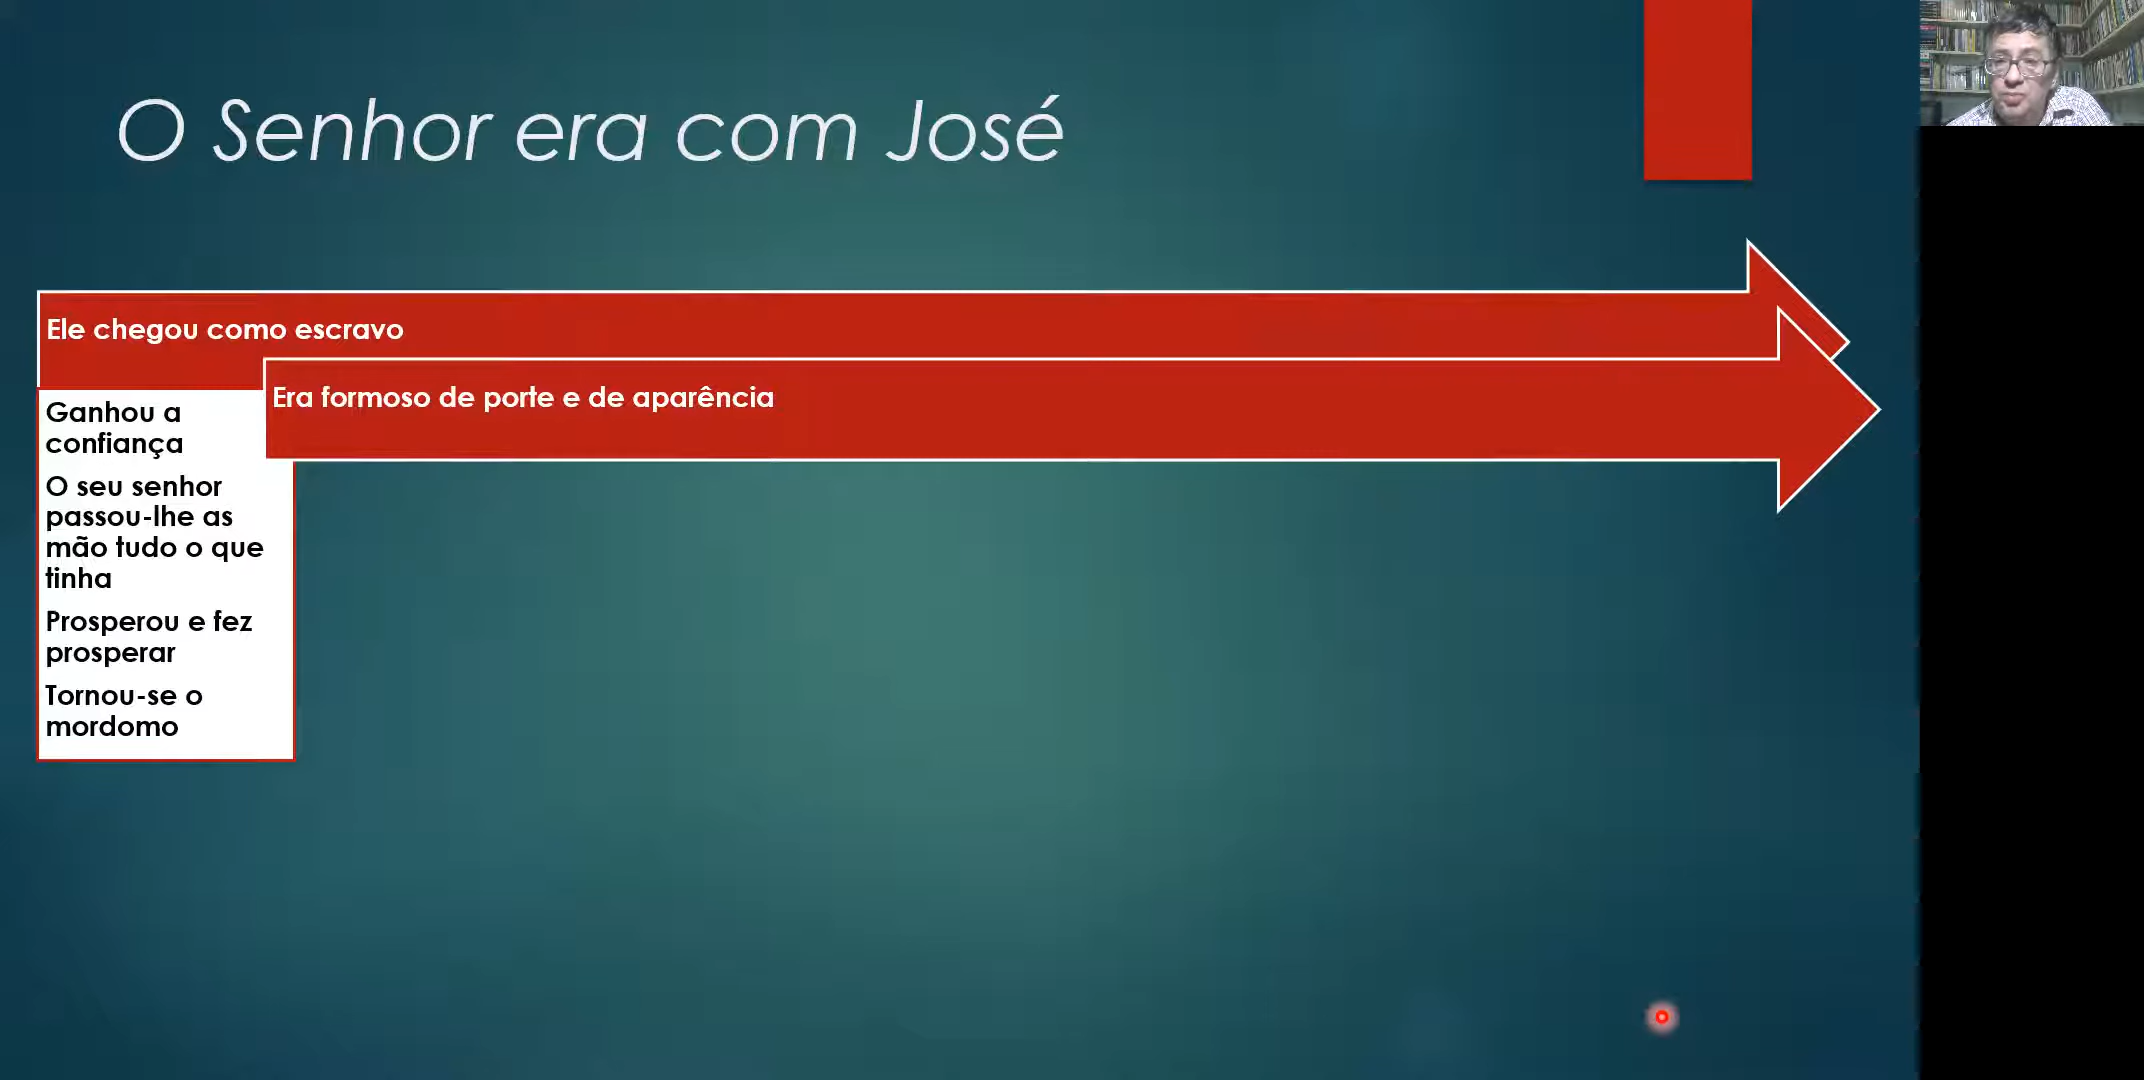 O Senhor era com José
Ele chegou como escravo
Era formoso de porte e de aparência
Ganhou a
confiança
O seu senhor
passou-lhe as
mão tudo o que
tinha
Prosperou e fez
prosperar
Tornou-se o
mordomo